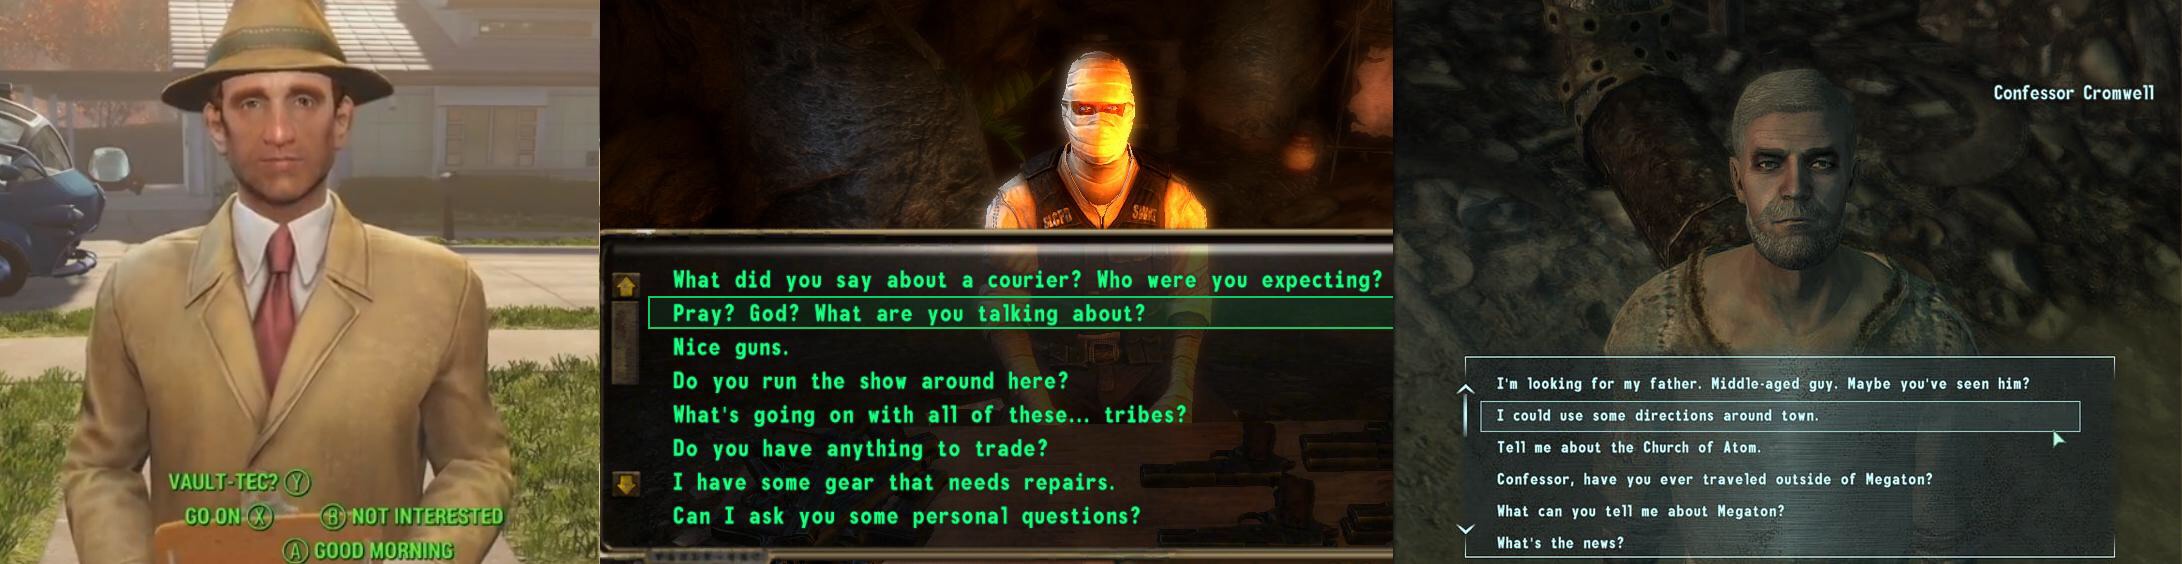 VAULT-TEC? Y
GO ON X
B NOT INTERESTED
A GOOD MORNING
SLCPD
SWAT
What did you say about a courier? Who were you expecting?
Pray? God? What are you talking about?
Nice guns.
Do you run the show around here?
What's going on with all of these... tribes?
Do you have anything to trade?
I have some gear that needs repairs.
Can I ask you some personal questions?
Confessor Cromwell
I'm looking for my father. Middle-aged guy. Maybe you've seen him?
I could use some directions around town.
Tell me about the Church of Atom.
Confessor, have you ever traveled outside of Megaton?
What can you tell me about Megaton?
What's the news?